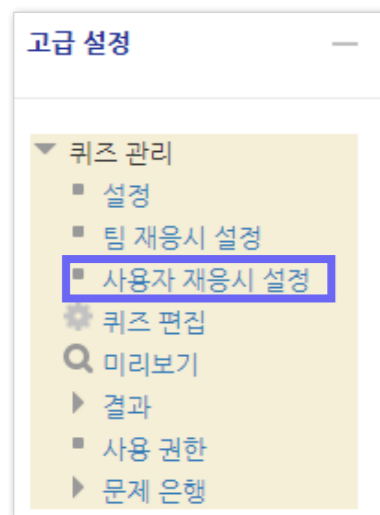 고급 설정
퀴즈 관리
설정
팀 재응시 설정
사용자 재응시 설정
퀴즈 편집
미리보기
결과
사용 권한
문제 은행